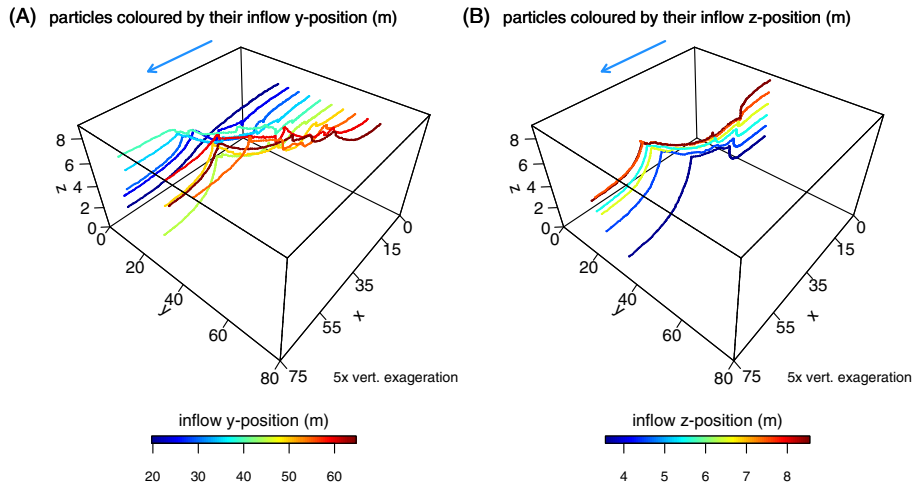 (A) particles coloured by their inflow y-position (m)
8
6
4
2
0
z
0
20
40
60
80
y
75
55
35
15
0
x
5x vert. exageration
inflow y-position (m)
20 30 40 50 60
(B) particles coloured by their inflow z-position (m)
8
6
4
2
0
z
0
20
40
60
80
y
75
55
35
15
0
x
5x vert. exageration
inflow z-position (m)
4 5 6 7 8